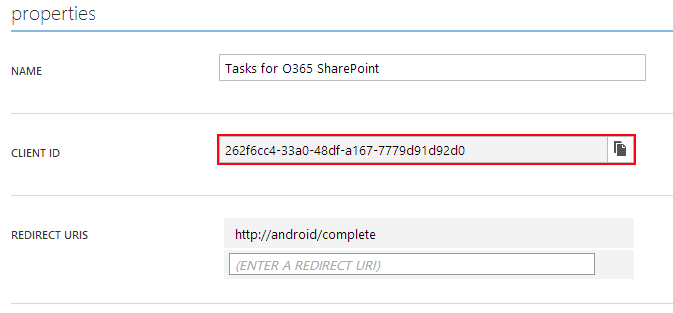 properties
NAME
Tasks for O365 SharePoint
CLIENT ID
262f6cc4-33a0-48df-a167-7779d91d92d0
REDIRECT URIS
http://android/complete
(ENTER A REDIRECT URI)